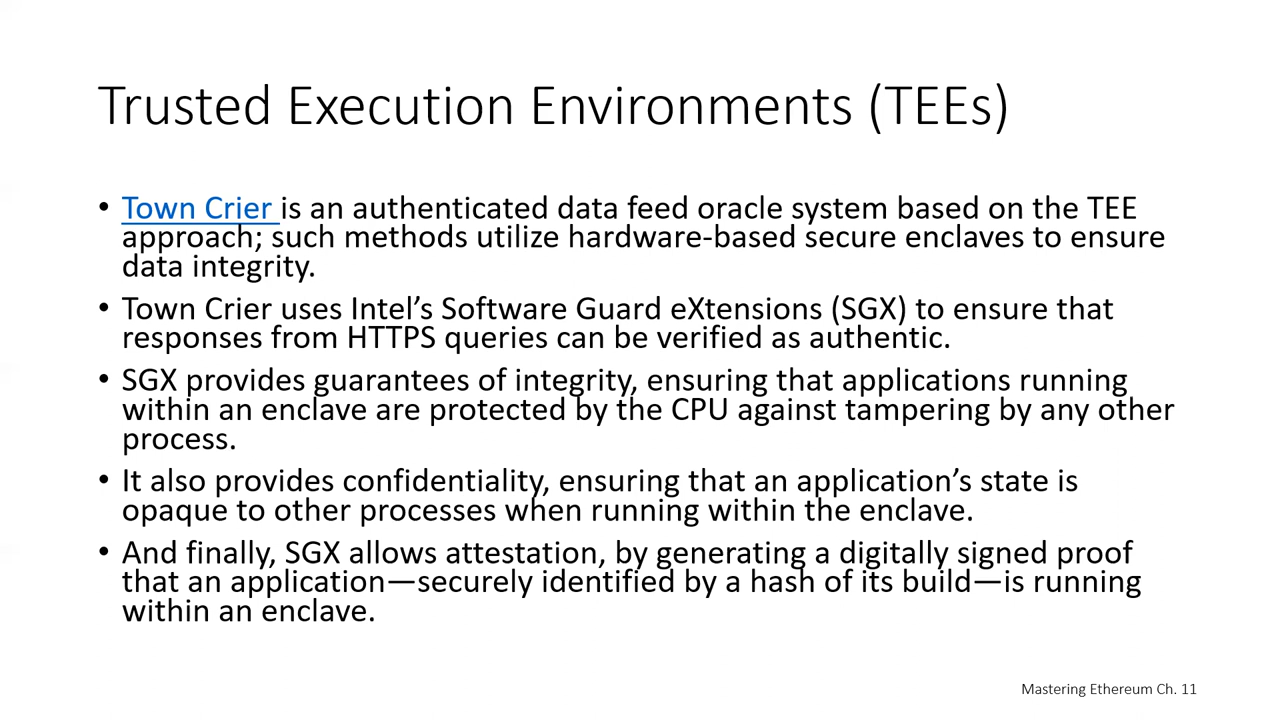 Trusted Execution Environments (TEEs)
• Town Crier is an authenticated data feed oracle system based on the TEE
approach; such methods utilize hardware-based secure enclaves to ensure
data integrity.
• Town Crier uses Intel’s Software Guard eXtensions (SGX) to ensure that
responses from HTTPS queries can be verified as authentic.
• SGX provides guarantees of integrity, ensuring that applications running
within an enclave are protected by the CPU against tampering by any other
process.
• It also provides confidentiality, ensuring that an application’s state is
opaque to other processes when running within the enclave.
• And finally, SGX allows attestation, by generating a digitally signed proof
that an application—securely identified by a hash of its build—is running
within an enclave.
Mastering Ethereum Ch. 11